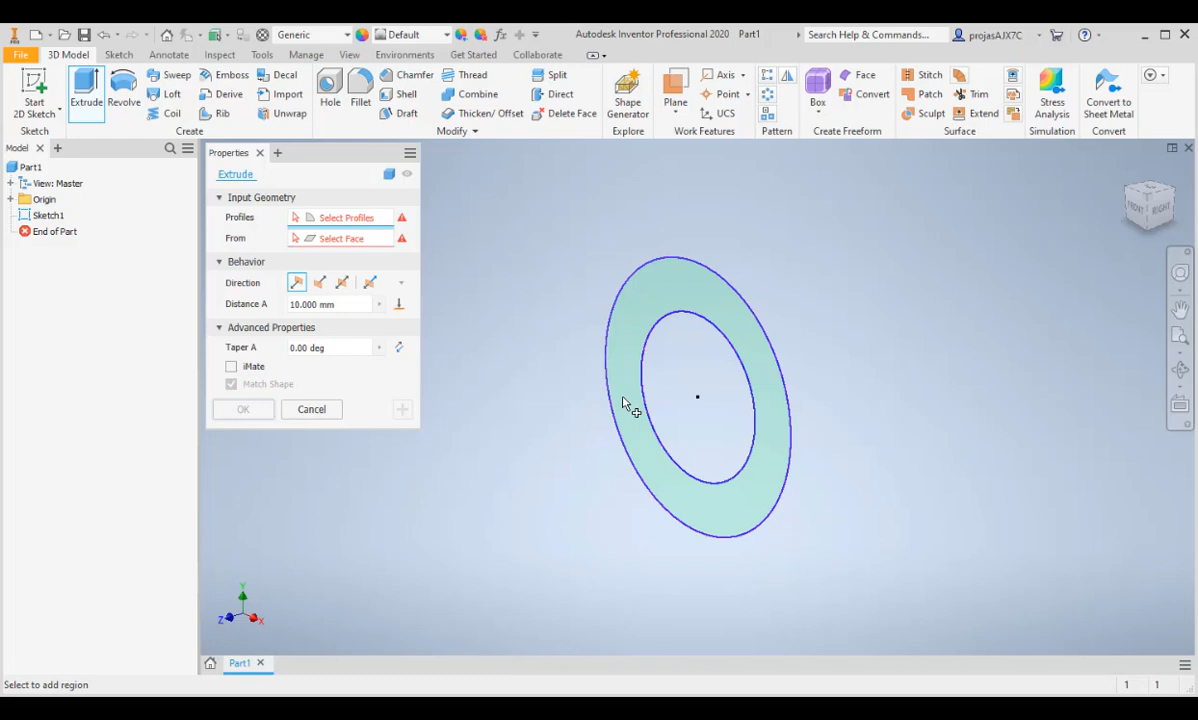 Generic
Default
Autodesk Inventor Professional 2020 Part1
Search Help & Commands...
projasAJX7C
File 3D Model Sketch Annotate Inspect Tools Manage View Environments Get Started Collaborate
Start
2D Sketch
Sketch
Extrude
Revolve
Sweep
Loft
Coil
Emboss
Derive
Rib
Decal
Import
Unwrap
Create
Hole
Fillet
Chamfer
Shell
Draft
Thread
Combine
Thicken/ Offset
Split
Direct
Delete Face
Modify
Shape
Generator
Explore
Plane
Axis
Point
UCS
Work Features
Pattern
Box
Face
Convert
Create Freeform
Stitch
Patch
Sculpt
Trim
Extend
Surface
Stress
Analysis
Simulation
Convert to
Sheet Metal
Convert
Model
Part1
View: Master
Origin
Sketch1
End of Part
Properties
Extrude
Input Geometry
Profiles Select Profiles
From Select Face
Behavior
Direction
Distance A 10.000 mm
Advanced Properties
Taper A 0.00 deg
iMate
Match Shape
OK Cancel
FRONT RIGHT
Y
Z
X
Part1
Select to add region
1 1